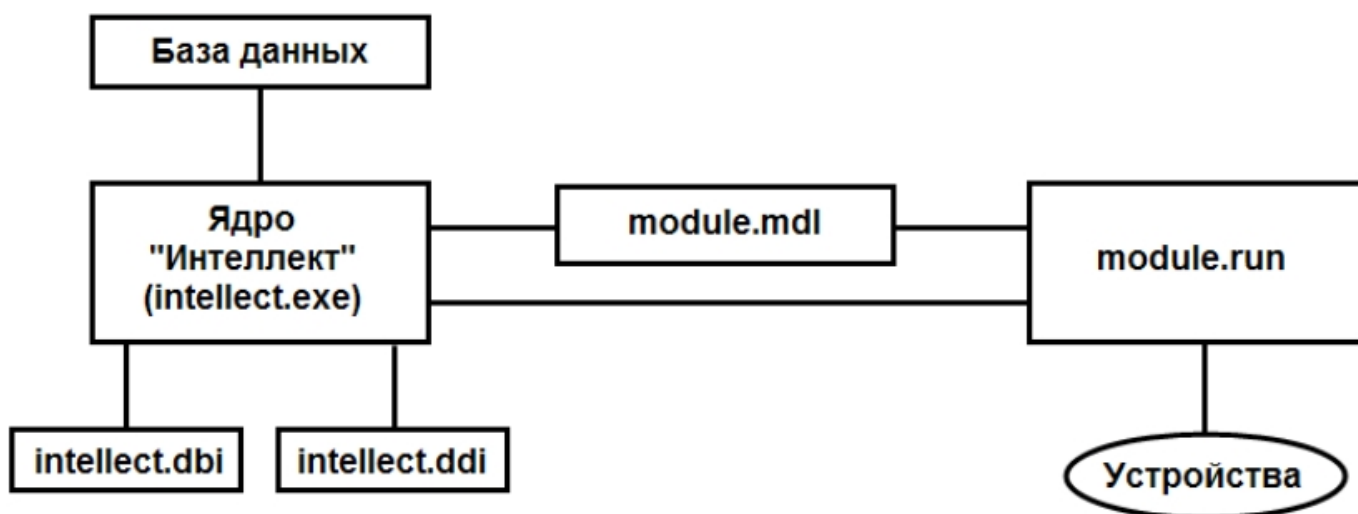 База данных
Ядро
"Интеллект"
(intellect.exe)
module.mdl
module.run
intellect.dbi
intellect.ddi
Устройства